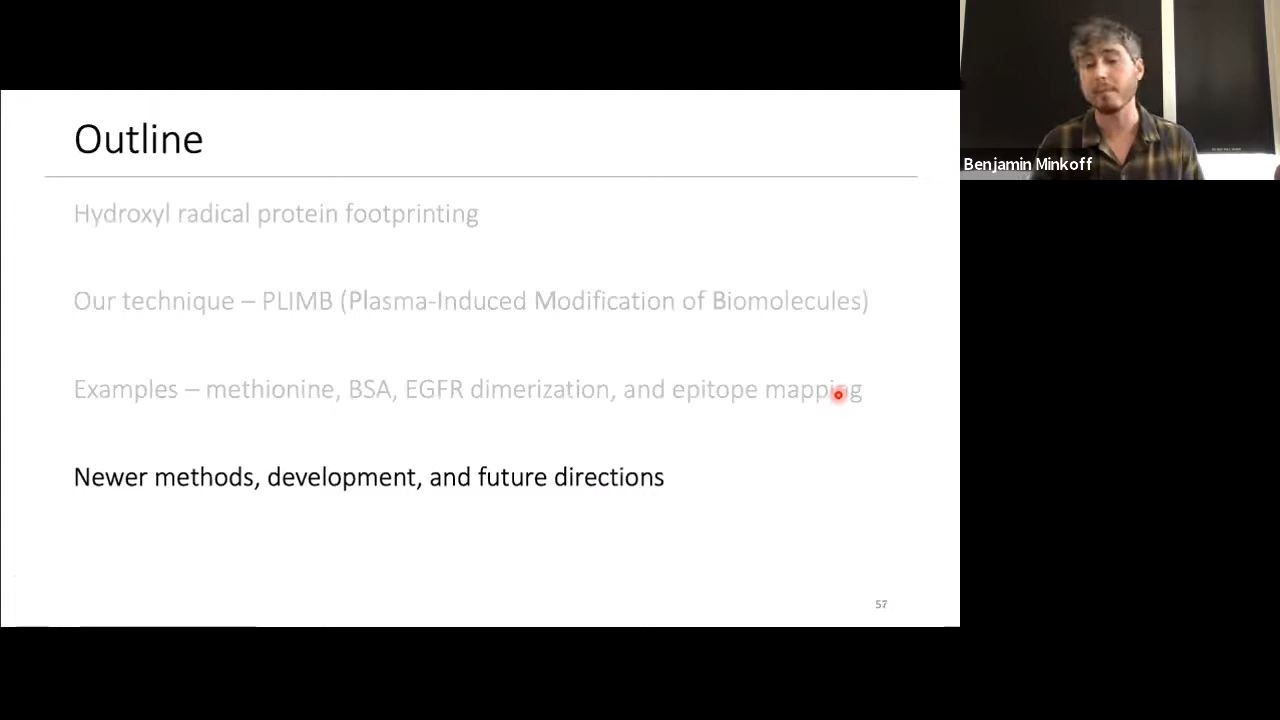 Outline
Hydroxyl radical protein footprinting
Our technique – PLIMB (Plasma-Induced Modification of Biomolecules)
Examples – methionine, BSA, EGFR dimerization, and epitope mapping
Newer methods, development, and future directions
57
Benjamin Minkoff